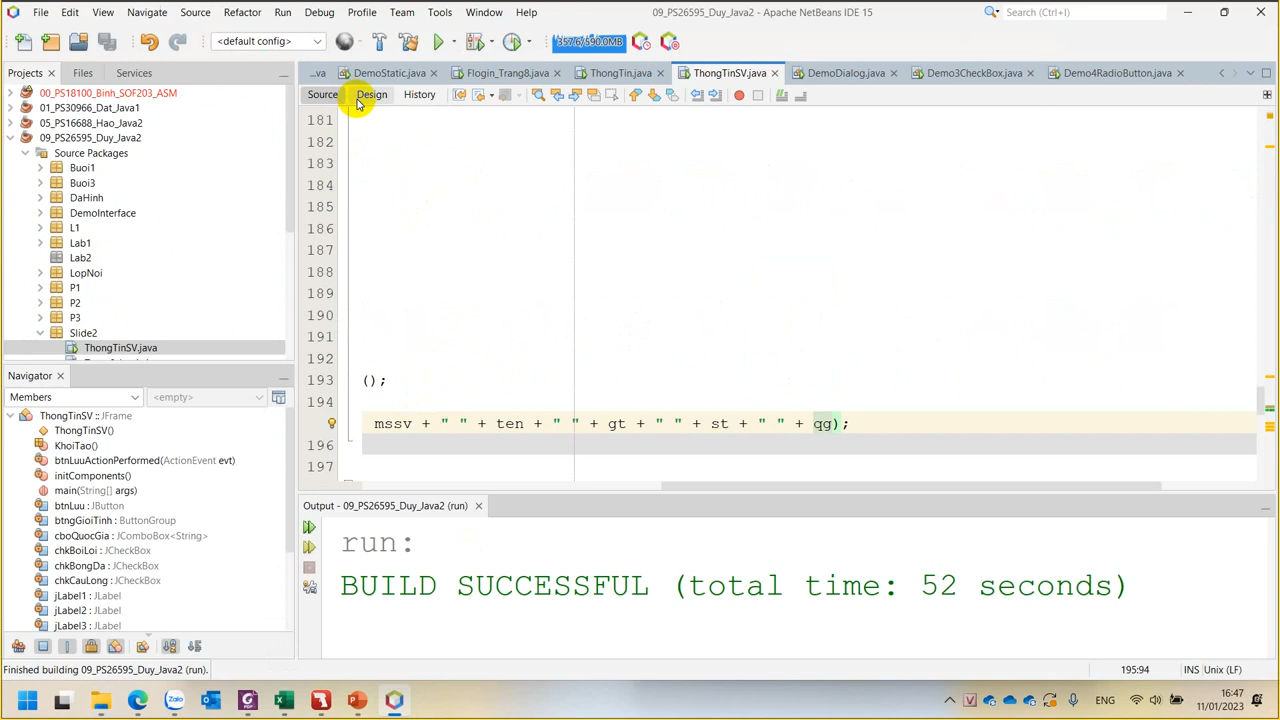 File Edit View Navigate Source Refactor Run Debug Profile Team Tools Window Help
09_PS26595_Duy_Java2 - Apache NetBeans IDE 15
Search (Ctrl+I)
<default config>
357.6/590.0MB
Projects Files Services
...va DemoStatic.java Flogin_Trang8.java ThongTin.java ThongTinSV.java DemoDialog.java Demo3CheckBox.java Demo4RadioButton.java
Source Design History
00_PS18100_Binh_SOF203_ASM
01_PS30966_Dat_Java1
05_PS16688_Hao_Java2
09_PS26595_Duy_Java2
Source Packages
Buoi1
Buoi3
DaHinh
DemoInterface
L1
Lab1
Lab2
LopNoi
P1
P2
P3
Slide2
ThongTinSV.java
181
182
183
184
185
186
187
188
189
190
191
192
193 ();
194
mssv + " " + ten + " " + gt + " " + st + " " + qg);
196
197
Navigator
Members <empty>
ThongTinSV :: JFrame
ThongTinSV()
KhoiTao()
btnLuuActionPerformed(ActionEvent evt)
initComponents()
main(String[] args)
btnLuu : JButton
btngGioiTinh : ButtonGroup
cboQuocGia : JComboBox<String>
chkBoiLoi : JCheckBox
chkBongDa : JCheckBox
chkCauLong : JCheckBox
jLabel1 : JLabel
jLabel2 : JLabel
jLabel3 : JLabel
Output - 09_PS26595_Duy_Java2 (run)
run:
BUILD SUCCESSFUL (total time: 52 seconds)
Finished building 09_PS26595_Duy_Java2 (run).
195:94 INS Unix (LF)
Zalo
ENG
16:47
11/01/2023